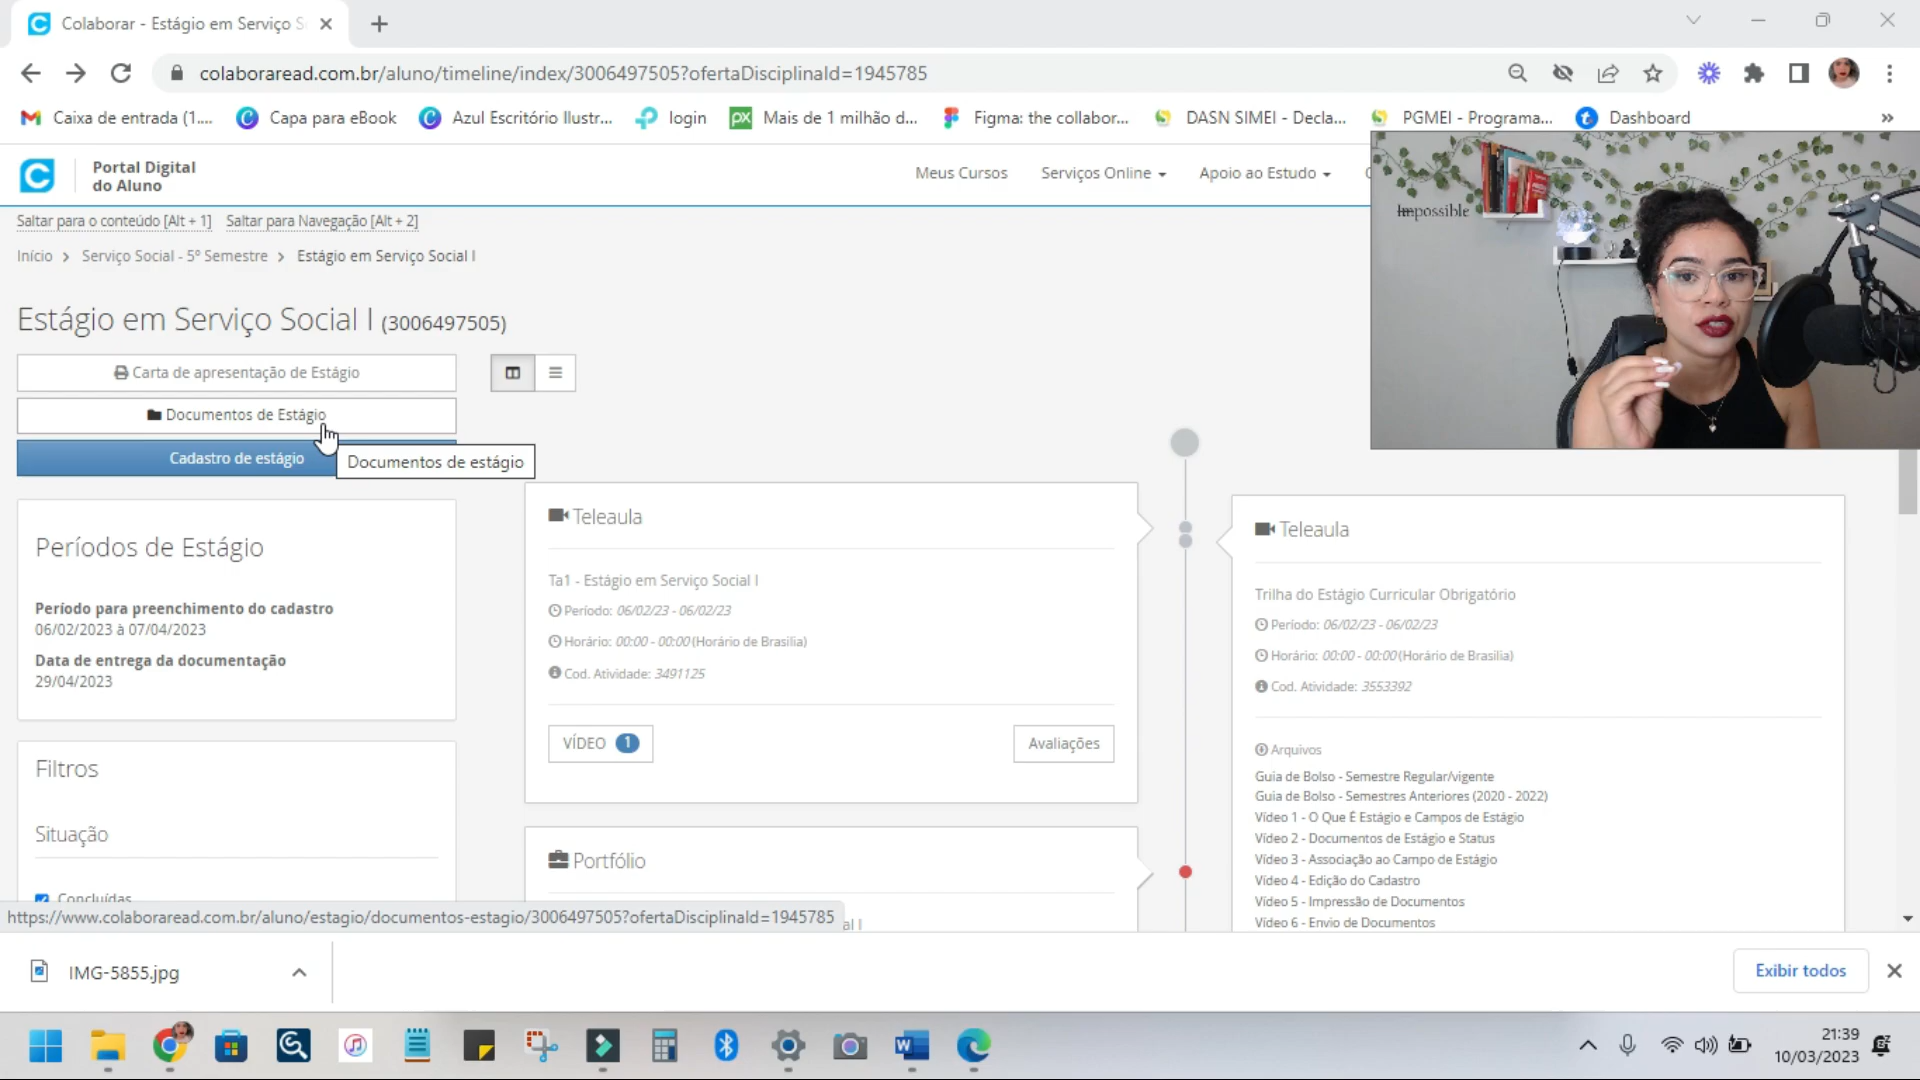 Colaborar - Estágio em Serviço S
colaboraread.com.br/aluno/timeline/index/3006497505?ofertaDisciplinaId=1945785
Caixa de entrada (1....
Capa para eBook
Azul Escritório Ilustr...
login
px
Mais de 1 milhão d...
Figma: the collabor...
DASN SIMEI - Decla...
PGMEI - Programa...
Dashboard
»
Portal Digital
do Aluno
Meus Cursos
Serviços Online
Apoio ao Estudo
Saltar para o conteúdo [Alt + 1]
Saltar para Navegação [Alt + 2]
Início > Serviço Social - 5º Semestre > Estágio em Serviço Social I
Impossible
Estágio em Serviço Social I (3006497505)
Carta de apresentação de Estágio
Documentos de Estágio
Cadastro de estágio
Documentos de estágio
Períodos de Estágio
Período para preenchimento do cadastro
06/02/2023 à 07/04/2023
Data de entrega da documentação
29/04/2023
Filtros
Situação
Concluídas
Teleaula
Ta1 - Estágio em Serviço Social I
Período: 06/02/23 - 06/02/23
Horário: 00:00 - 00:00 (Horário de Brasilia)
Cod. Atividade: 3491125
VÍDEO 1
Avaliações
Portfólio
al I
Teleaula
Trilha do Estágio Curricular Obrigatório
Período: 06/02/23 - 06/02/23
Horário: 00:00 - 00:00 (Horário de Brasilia)
Cod. Atividade: 3553392
Arquivos
Guia de Bolso - Semestre Regular/vigente
Guia de Bolso - Semestres Anteriores (2020 - 2022)
Vídeo 1 - O Que É Estágio e Campos de Estágio
Vídeo 2 - Documentos de Estágio e Status
Vídeo 3 - Associação ao Campo de Estágio
Vídeo 4 - Edição do Cadastro
Vídeo 5 - Impressão de Documentos
Vídeo 6 - Envio de Documentos
https://www.colaboraread.com.br/aluno/estagio/documentos-estagio/3006497505?ofertaDisciplinaId=1945785
IMG-5855.jpg
Exibir todos
21:39
10/03/2023